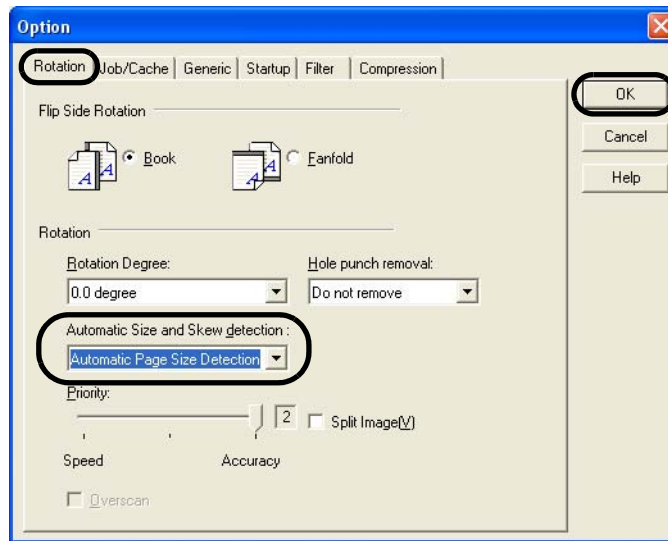 Option
Rotation Job/Cache Generic Startup Filter Compression
OK
Cancel
Help
Flip Side Rotation
A A Book A A Fanfold
Rotation
Rotation Degree: Hole punch removal:
0.0 degree Do not remove
Automatic Size and Skew detection :
Automatic Page Size Detection
Priority:
2 Split Image(V)
Speed Accuracy
Overscan